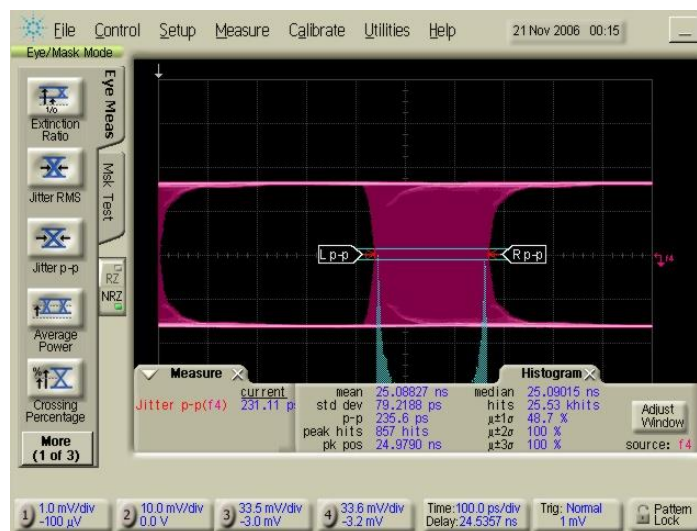 File Control Setup Measure Calibrate Utilities Help 21 Nov 2006 00:15
Eye/Mask Mode
Extinction
Ratio
Jitter RMS
Jitter p-p
Average
Power
Crossing
Percentage
More
(1 of 3)
Eye Meas
Msk Test
RZ
NRZ
L p-p
R p-p
f4
Measure
current
Jitter p-p(f4) 231.11 p
Histogram
mean 25.08827 ns median 25.09015 ns
std dev 79.2188 ps hits 25.53 khits
p-p 235.6 ps μ±1σ 48.7 %
peak hits 857 hits μ±2σ 100 %
pk pos 24.9790 ns μ±3σ 100 %
Adjust
Window
source: f4
1 1.0 mV/div
-100 μV
2 10.0 mV/div
0.0 V
3 33.5 mV/div
-3.0 mV
4 33.6 mV/div
-3.2 mV
Time:100.0 ps/div
Delay:24.5357 ns
Trig: Normal
1 mV
Pattern
Lock